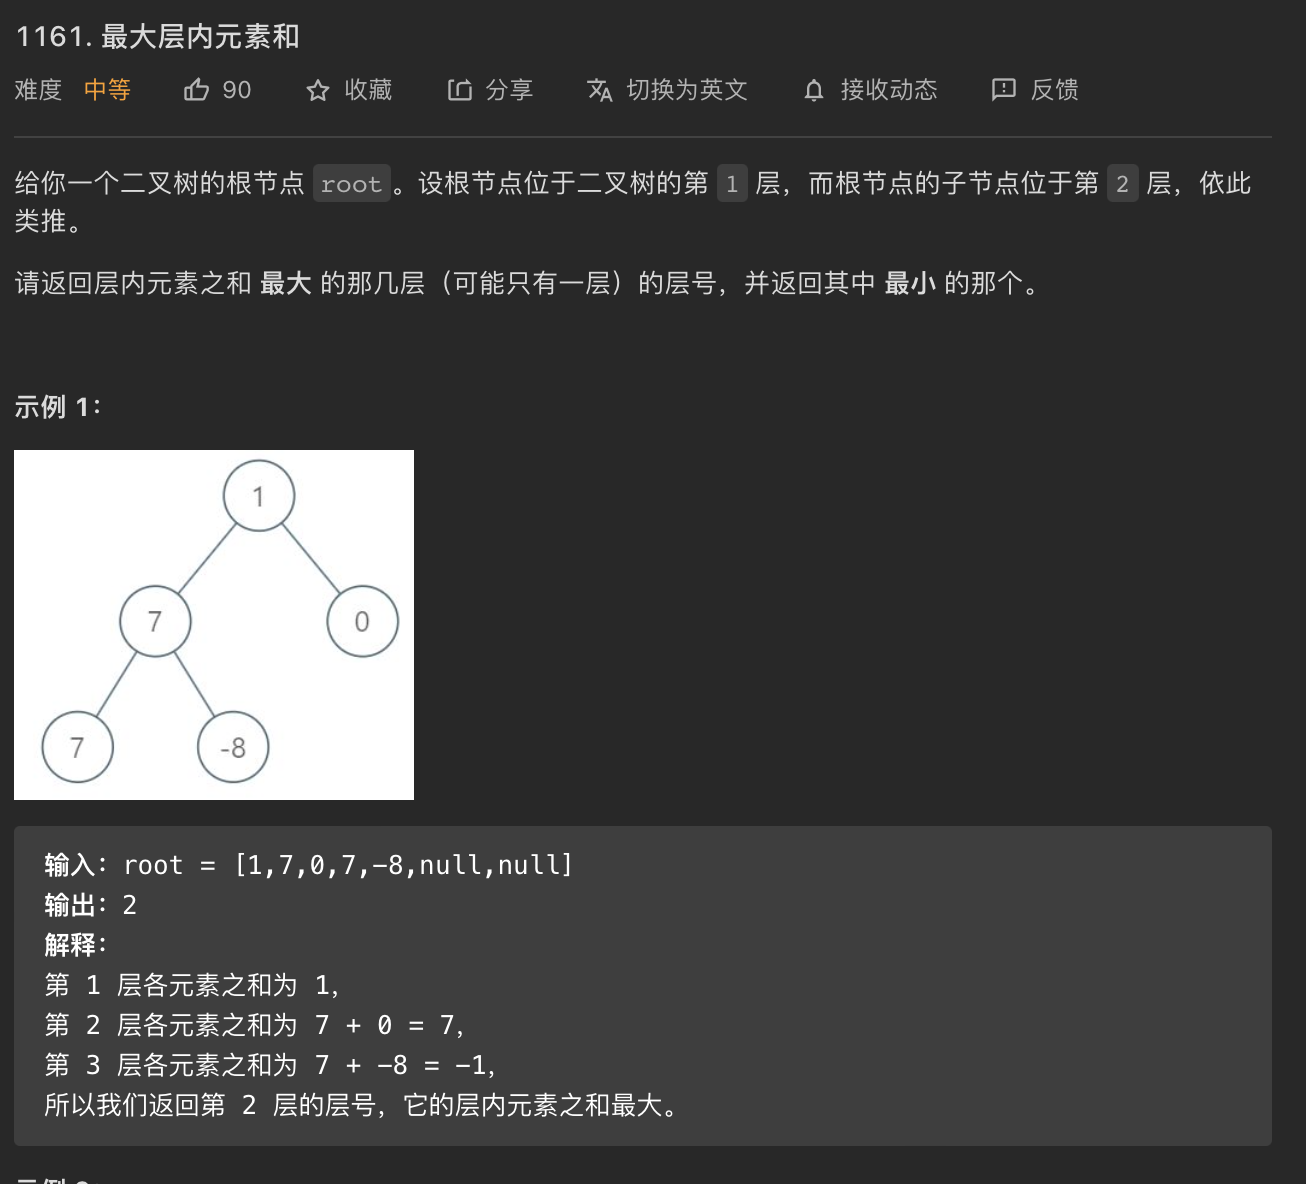 1161. 最大层内元素和
难度 中等 90 收藏 分享 切换为英文 接收动态 反馈
给你一个二叉树的根节点 root 。设根节点位于二叉树的第 1 层，而根节点的子节点位于第 2 层，依此
类推。
请返回层内元素之和 最大 的那几层（可能只有一层）的层号，并返回其中 最小 的那个。
示例 1：
1
7 0
7 -8
输入：root = [1,7,0,7,-8,null,null]
输出：2
解释：
第 1 层各元素之和为 1，
第 2 层各元素之和为 7 + 0 = 7，
第 3 层各元素之和为 7 + -8 = -1，
所以我们返回第 2 层的层号，它的层内元素之和最大。